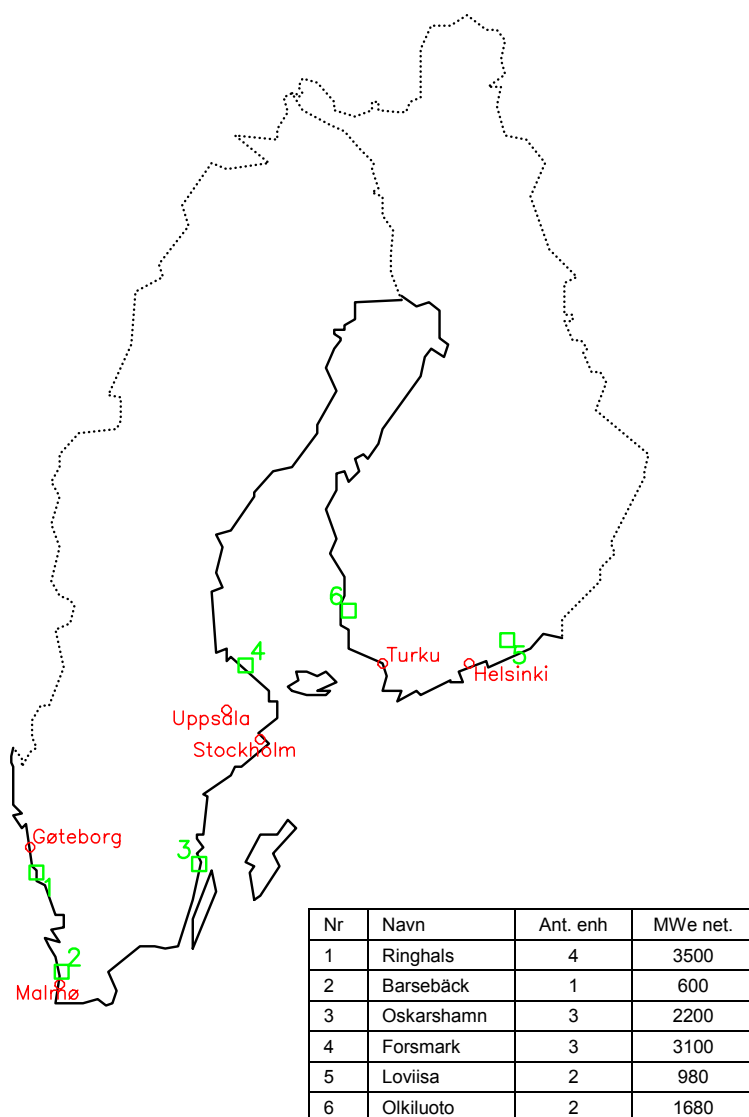 6
Turku
5
Helsinki
4
Uppsala
Stockholm
Gøteborg
3
1
2
Malmø
Nr Navn Ant. enh MWe net.
1 Ringhals 4 3500
2 Barsebäck 1 600
3 Oskarshamn 3 2200
4 Forsmark 3 3100
5 Loviisa 2 980
6 Olkiluoto 2 1680